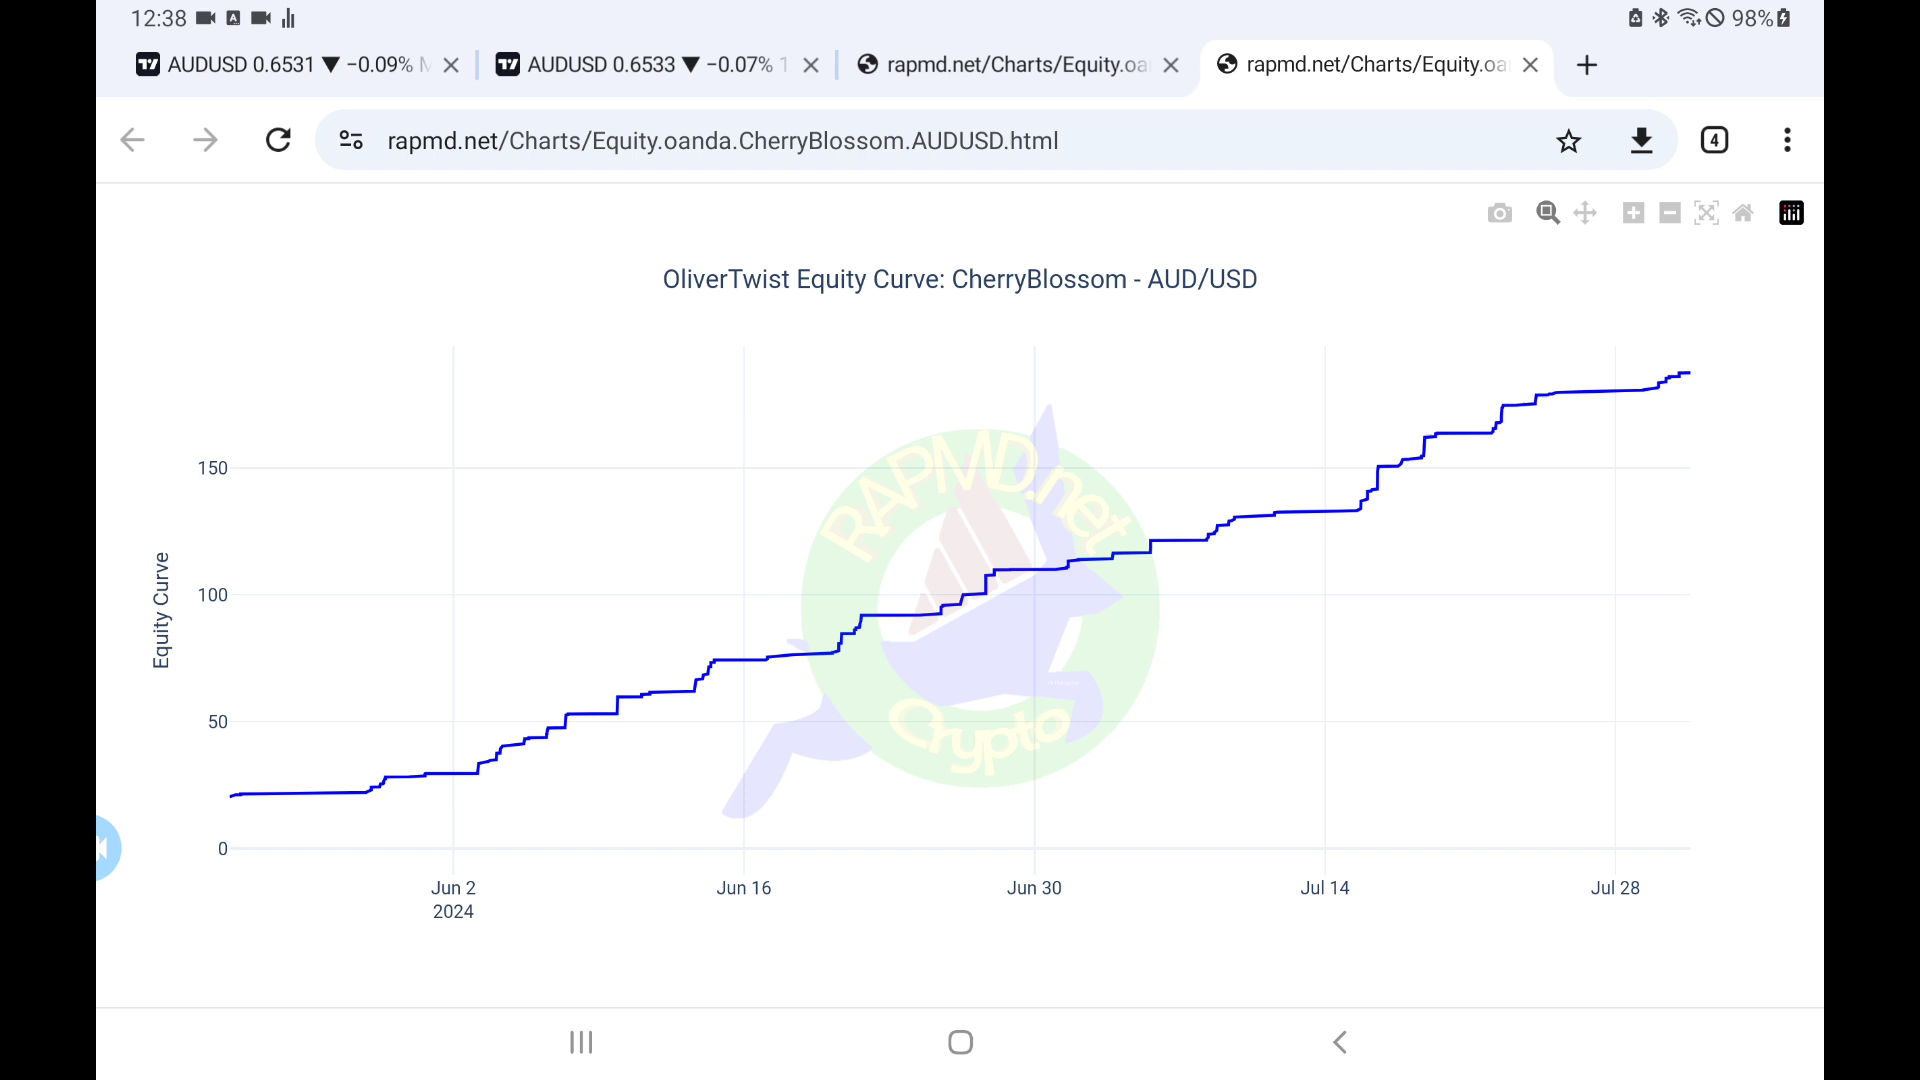 12:38
98%
AUDUSD 0.6531 ▼ −0.09%
AUDUSD 0.6533 ▼ −0.07% 1
rapmd.net/Charts/Equity.oa
rapmd.net/Charts/Equity.oa
rapmd.net/Charts/Equity.oanda.CherryBlossom.AUDUSD.html
4
OliverTwist Equity Curve: CherryBlossom - AUD/USD
RAPMD.net
Crypto
Equity Curve
150
100
50
0
Jun 2
2024
Jun 16
Jun 30
Jul 14
Jul 28